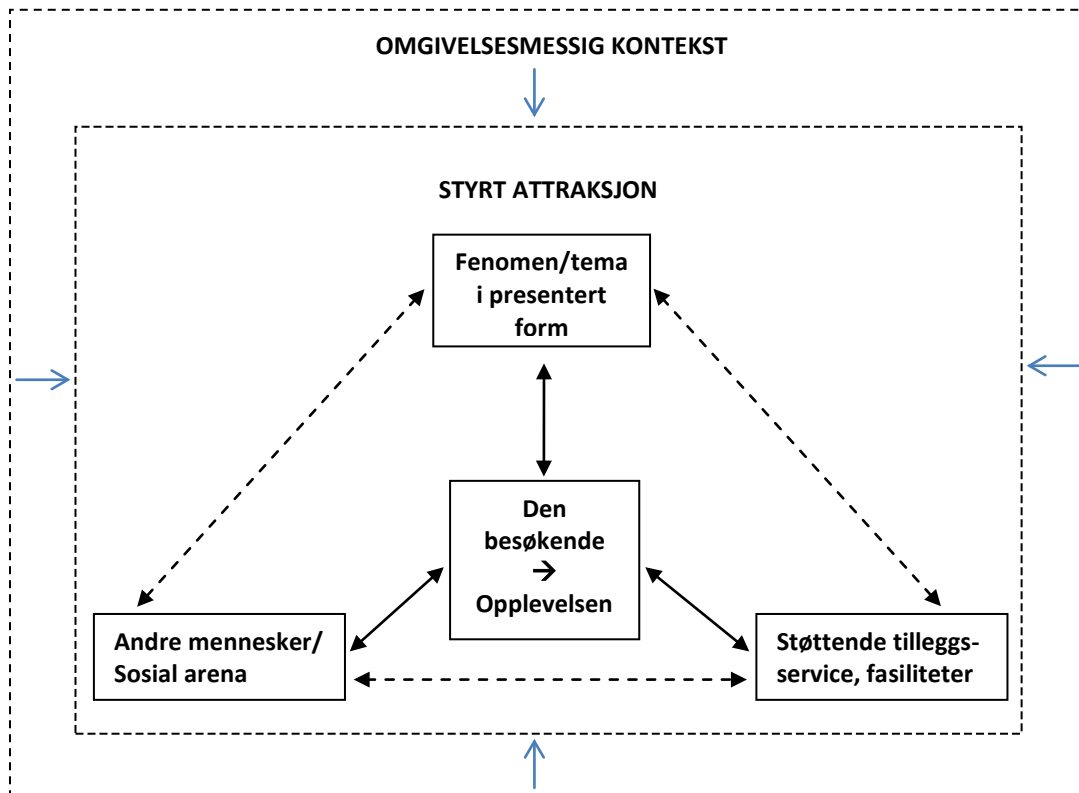 OMGIVELSESMESSIG KONTEKST
STYRT ATTRAKSJON
Fenomen/tema
i presentert
form
Den
besøkende
→
Opplevelsen
Andre mennesker/
Sosial arena
Støttende tilleggs-
service, fasiliteter